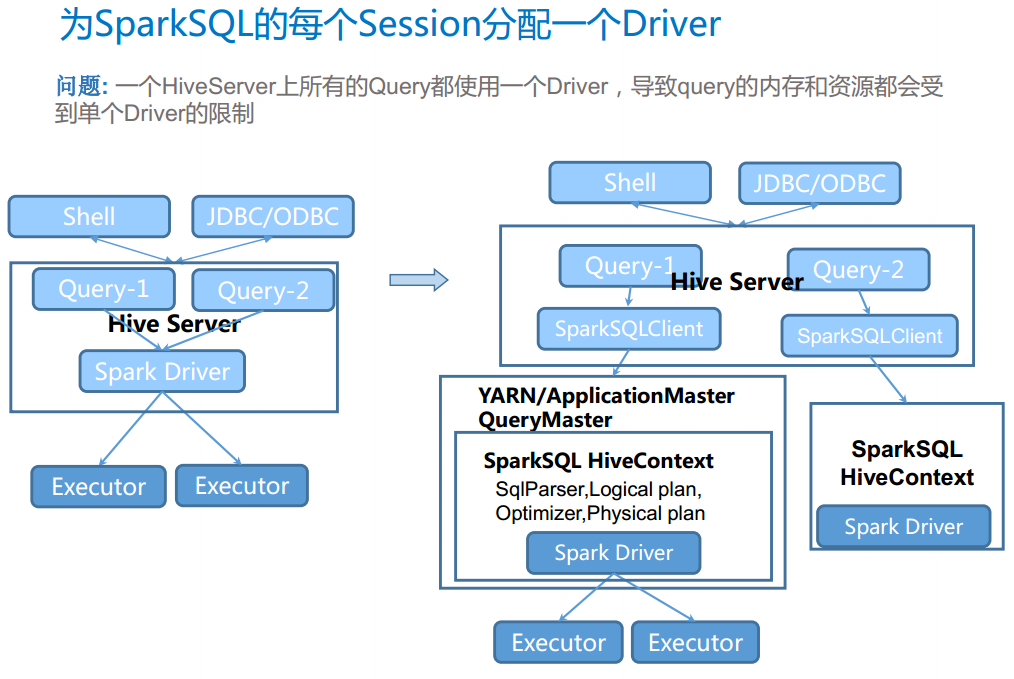 为SparkSQL的每个Session分配一个Driver
问题: 一个HiveServer上所有的Query都使用一个Driver，导致query的内存和资源都会受
到单个Driver的限制
Shell
JDBC/ODBC
Query-1
Query-2
Hive Server
Spark Driver
Executor
Executor
Shell
JDBC/ODBC
Query-1
Query-2
Hive Server
SparkSQLClient
SparkSQLClient
YARN/ApplicationMaster
QueryMaster
SparkSQL HiveContext
SqlParser,Logical plan,
Optimizer,Physical plan
Spark Driver
Executor
Executor
SparkSQL
HiveContext
Spark Driver